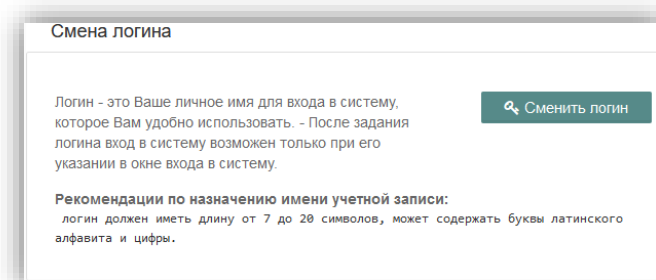 Смена логина
Логин - это Ваше личное имя для входа в систему,
которое Вам удобно использовать. - После задания
логина вход в систему возможен только при его
указании в окне входа в систему.
Сменить логин
Рекомендации по назначению имени учетной записи:
логин должен иметь длину от 7 до 20 символов, может содержать буквы латинского
алфавита и цифры.